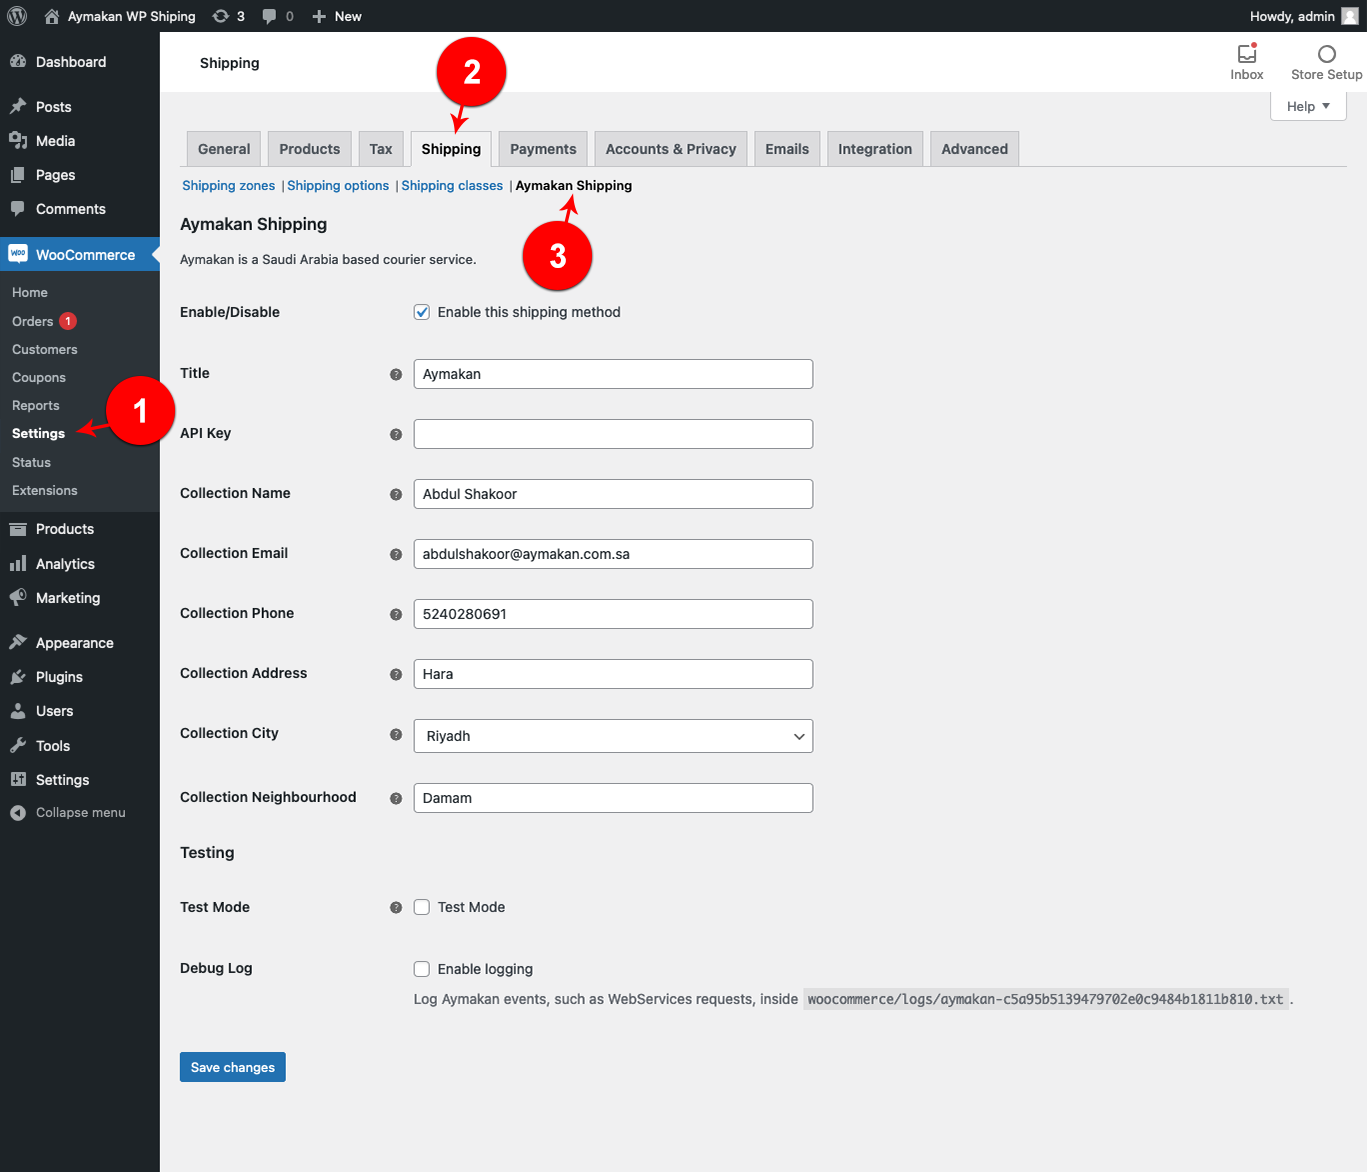 Aymakan WP Shiping 3 0 New Howdy, admin
Dashboard
Posts
Media
Pages
Comments
WooCommerce
Home
Orders 1
Customers
Coupons
Reports
Settings
Status
Extensions
Products
Analytics
Marketing
Appearance
Plugins
Users
Tools
Settings
Collapse menu
1
Shipping
2
Inbox
Store Setup
Help
General Products Tax Shipping Payments Accounts & Privacy Emails Integration Advanced
Shipping zones | Shipping options | Shipping classes | Aymakan Shipping
3
Aymakan Shipping
Aymakan is a Saudi Arabia based courier service.
Enable/Disable Enable this shipping method
Title ? Aymakan
API Key ?
Collection Name ? Abdul Shakoor
Collection Email ? abdulshakoor@aymakan.com.sa
Collection Phone ? 5240280691
Collection Address ? Hara
Collection City ? Riyadh
Collection Neighbourhood ? Damam
Testing
Test Mode ? Test Mode
Debug Log Enable logging
Log Aymakan events, such as WebServices requests, inside woocommerce/logs/aymakan-c5a95b5139479702e0c9484b1811b810.txt .
Save changes